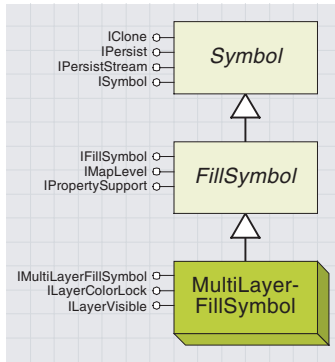 IClone
IPersist
IPersistStream
ISymbol
Symbol
IFillSymbol
IMapLevel
IPropertySupport
FillSymbol
IMultiLayerFillSymbol
ILayerColorLock
ILayerVisible
MultiLayer-
FillSymbol